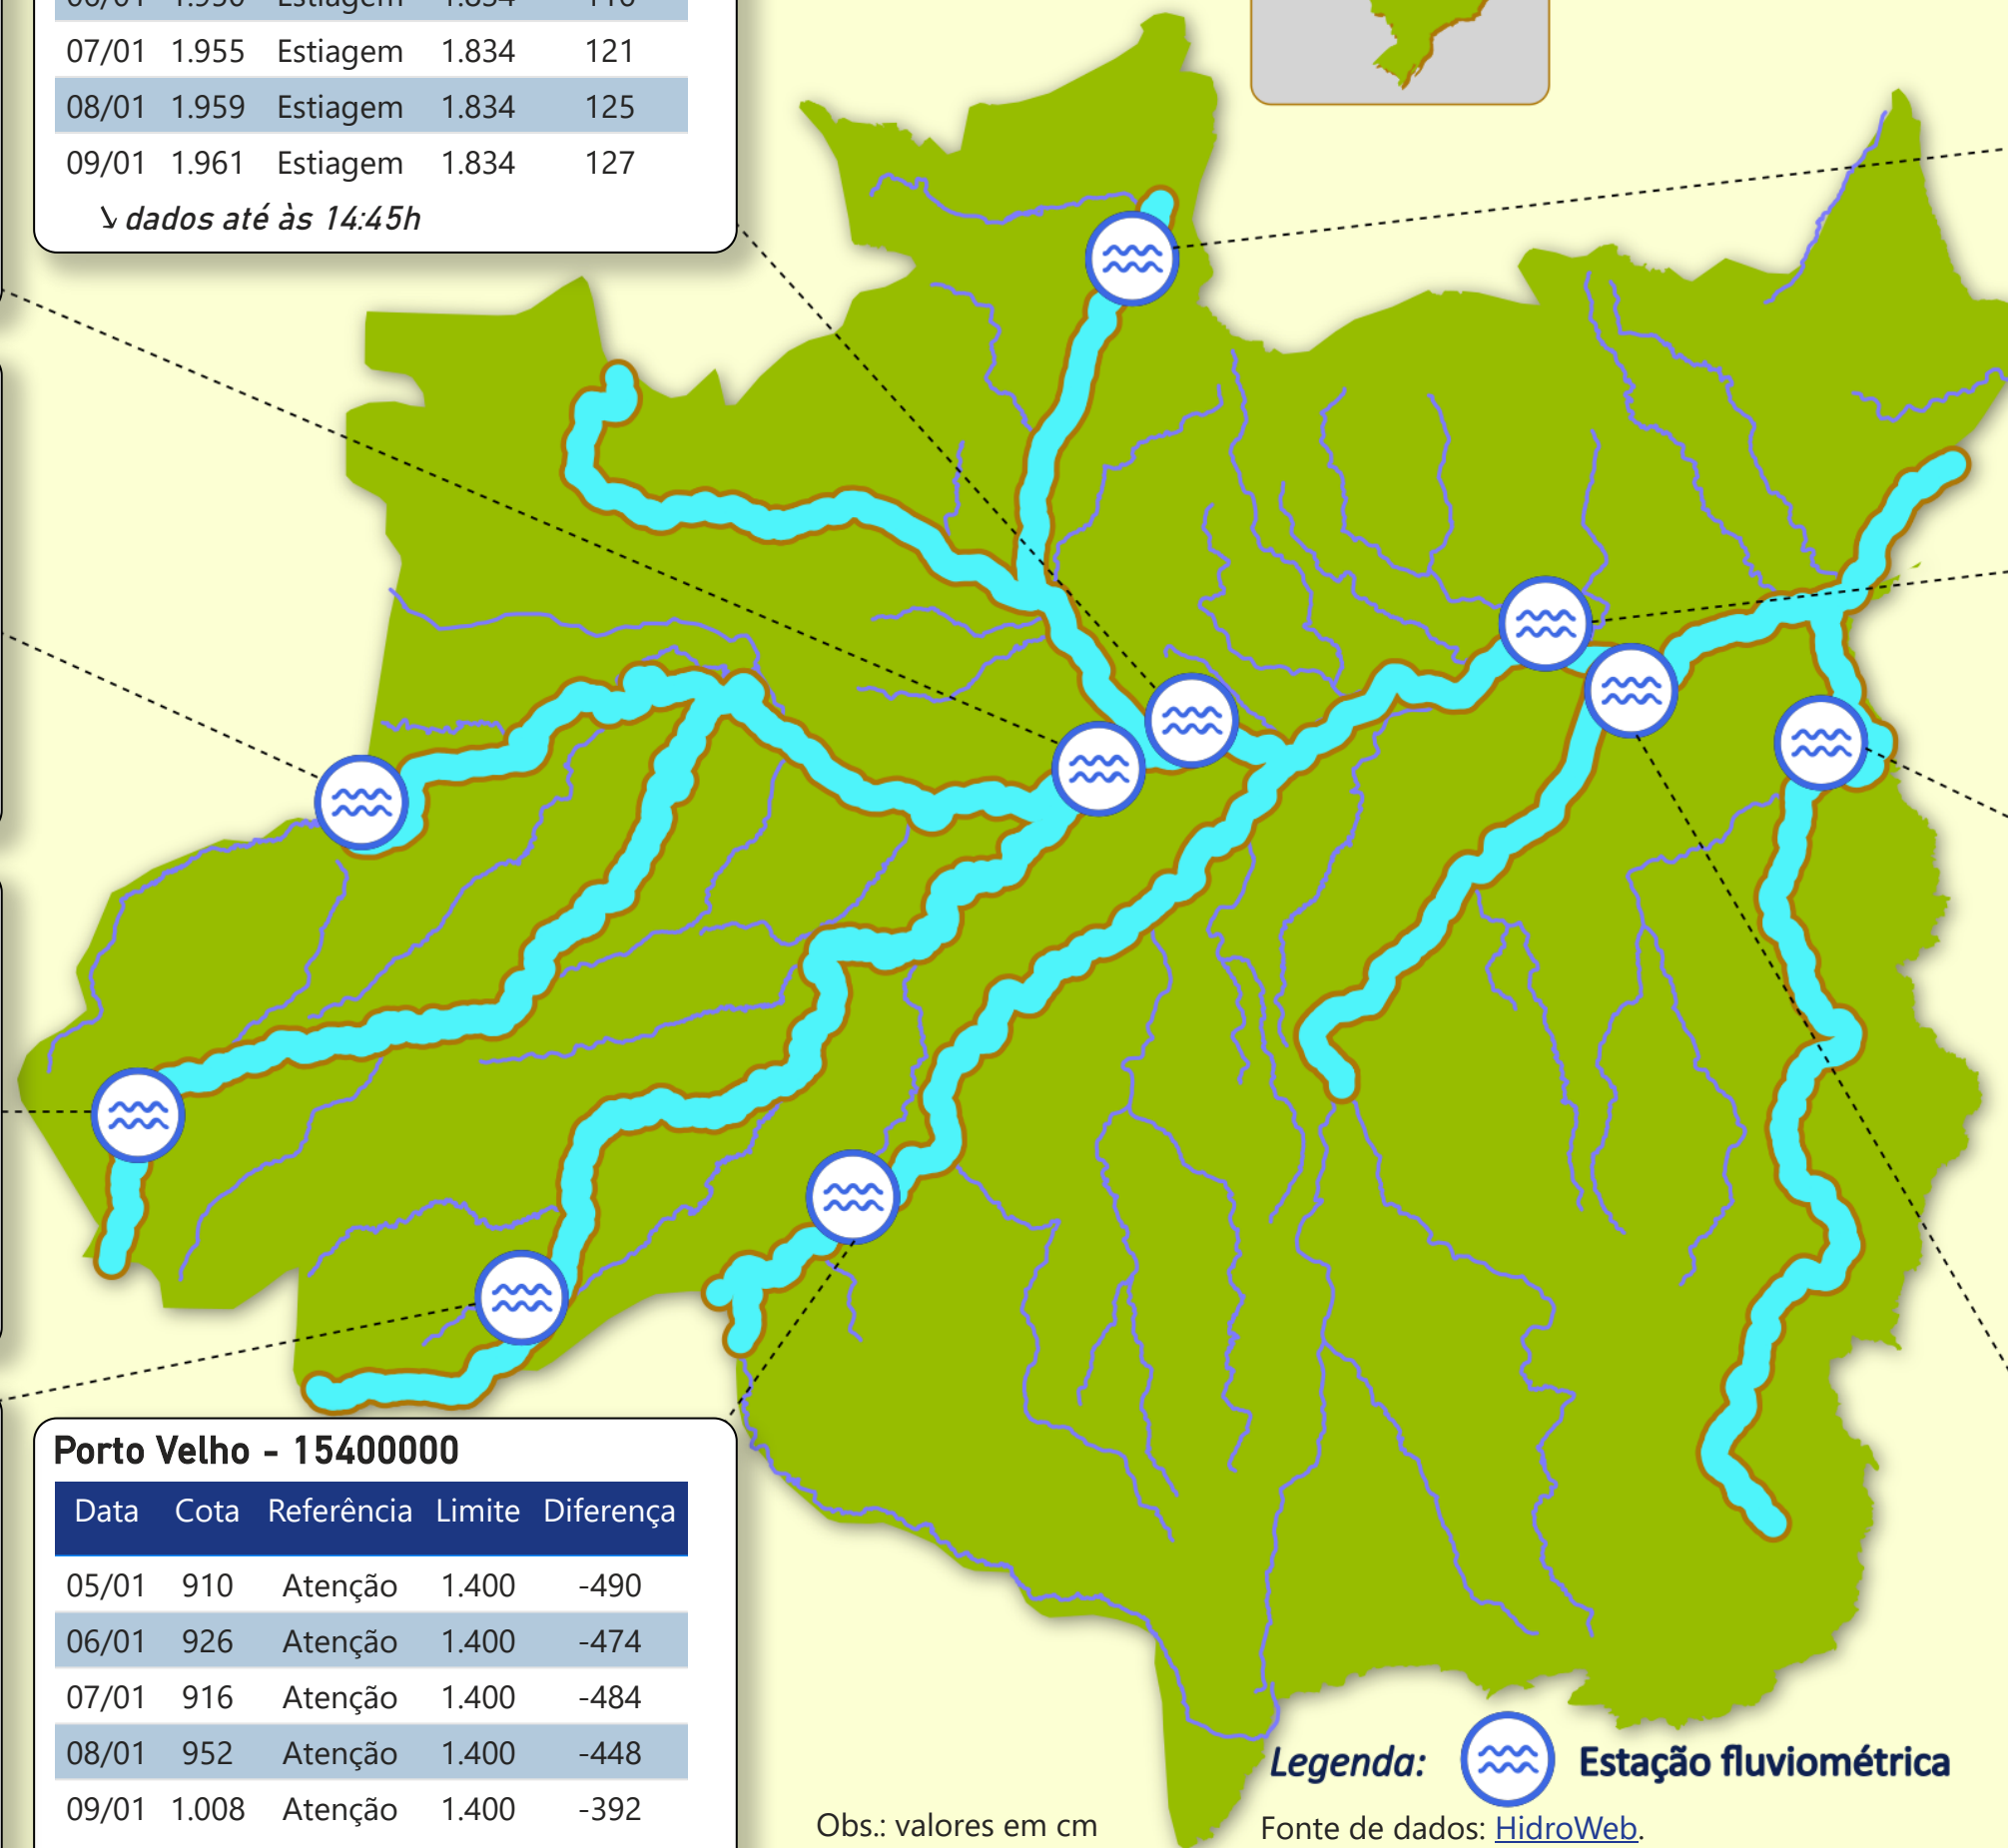 07/01 1.955 Estiagem 1.834 121
08/01 1.959 Estiagem 1.834 125
09/01 1.961 Estiagem 1.834 127
↘ dados até às 14:45h
Porto Velho - 15400000
Data Cota Referência Limite Diferença
05/01 910 Atenção 1.400 -490
06/01 926 Atenção 1.400 -474
07/01 916 Atenção 1.400 -484
08/01 952 Atenção 1.400 -448
09/01 1.008 Atenção 1.400 -392
Legenda: Estação fluviométrica
Obs.: valores em cm
Fonte de dados: HidroWeb.